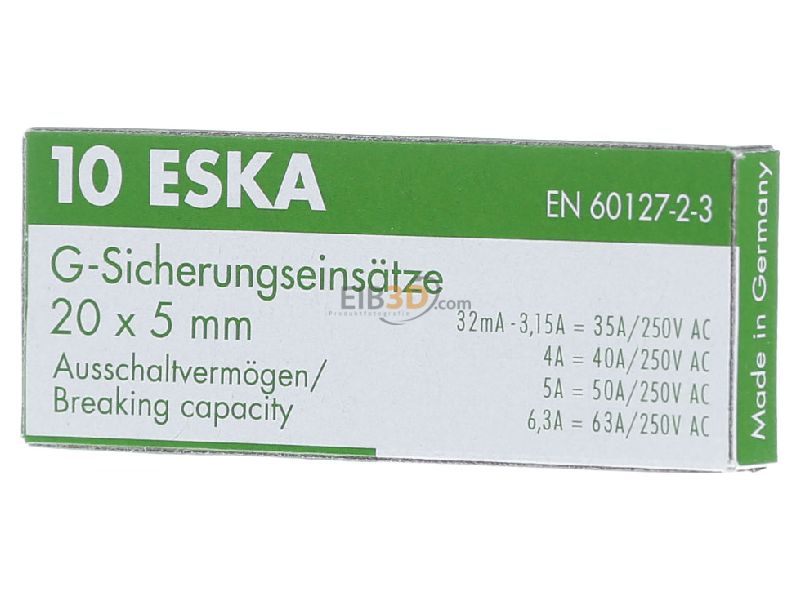 10 ESKA
EN 60127-2-3
G-Sicherungseinsätze
20 x 5 mm
Ausschaltvermögen/
Breaking capacity
32mA - 3,15A = 35A/250V AC
4A = 40A/250V AC
5A = 50A/250V AC
6,3A = 63A/250V AC
Made in Germany
EIB3D.com
Produktfotografie